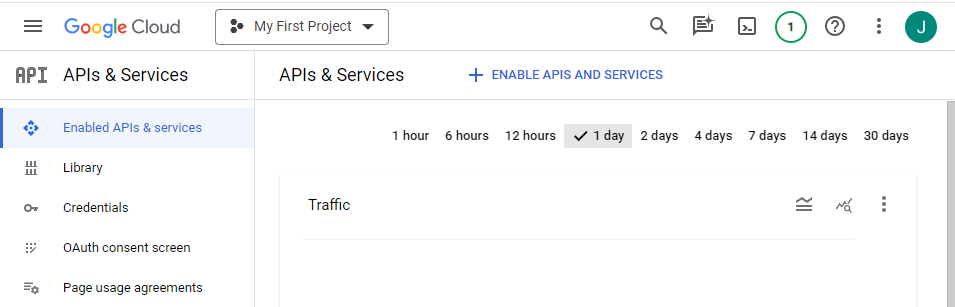 Google Cloud My First Project 1 J
API APIs & Services
APIs & Services + ENABLE APIS AND SERVICES
Enabled APIs & services
Library
Credentials
OAuth consent screen
Page usage agreements
1 hour 6 hours 12 hours 1 day 2 days 4 days 7 days 14 days 30 days
Traffic